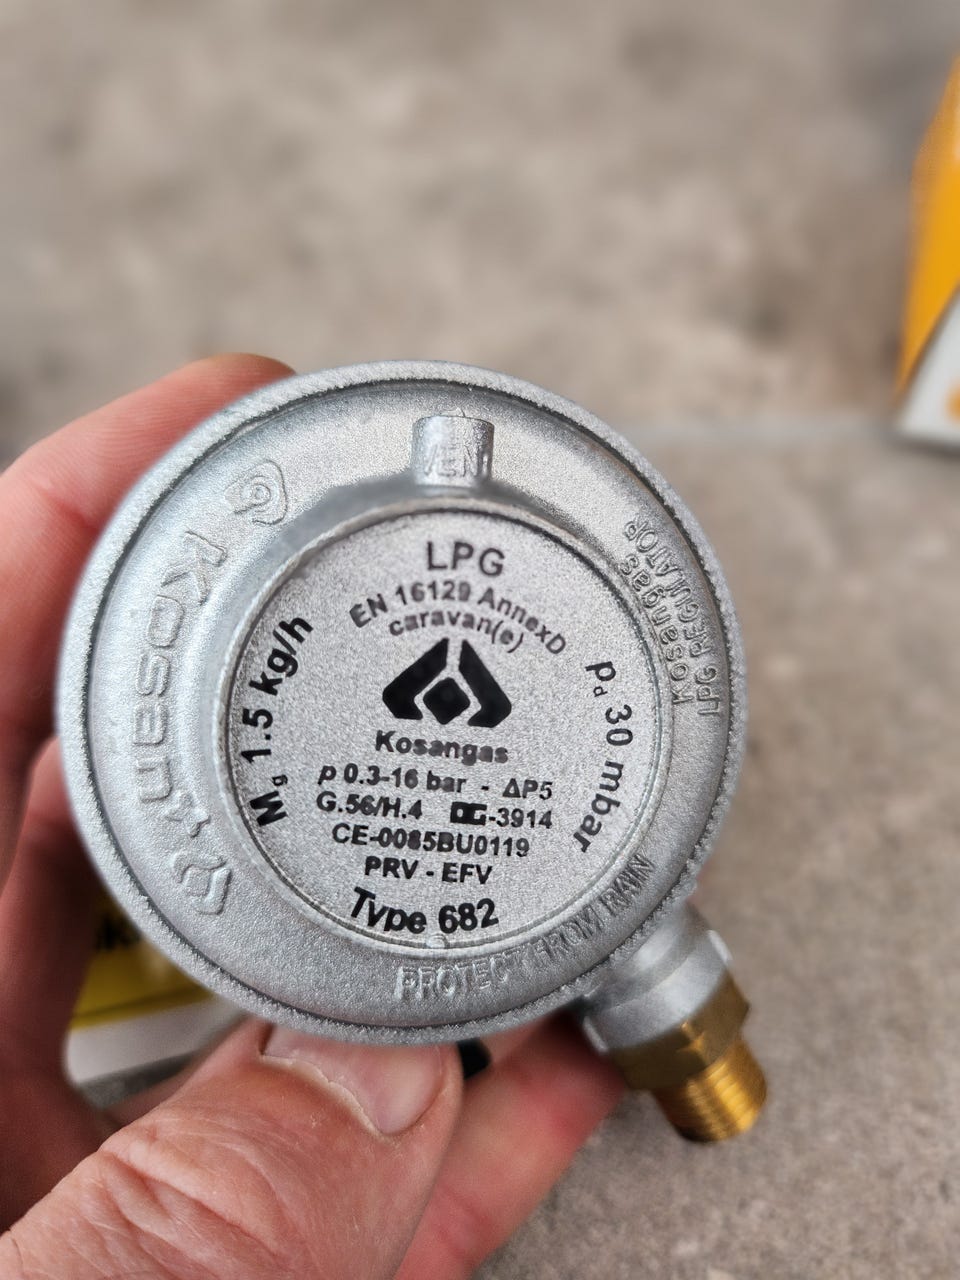 LPG
EN 16129 AnnexD
caravan(e)
Mg 1.5 kg/h
pd 30 mbar
Kosangas
p 0.3-16 bar - ΔP5
G.56/H.4 DG-3914
CE-0085BU0119
PRV - EFV
Type 682
PROTECT FROM RAIN
Kosan
Kosangas
LPG REGULATOR
VENT